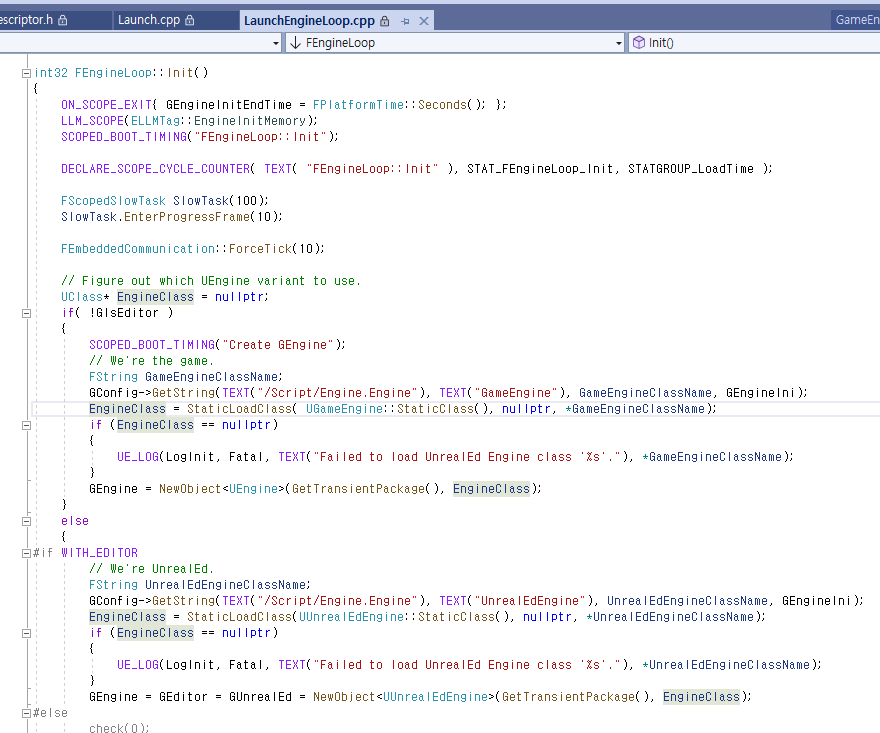 escriptor.h
Launch.cpp
LaunchEngineLoop.cpp
GameEn
FEngineLoop
Init()
int32 FEngineLoop::Init()
{
ON_SCOPE_EXIT{ GEngineInitEndTime = FPlatformTime::Seconds(); };
LLM_SCOPE(ELLMTag::EngineInitMemory);
SCOPED_BOOT_TIMING("FEngineLoop::Init");
DECLARE_SCOPE_CYCLE_COUNTER( TEXT( "FEngineLoop::Init" ), STAT_FEngineLoop_Init, STATGROUP_LoadTime );
FScopedSlowTask SlowTask(100);
SlowTask.EnterProgressFrame(10);
FEmbeddedCommunication::ForceTick(10);
// Figure out which UEngine variant to use.
UClass* EngineClass = nullptr;
if( !GIsEditor )
{
SCOPED_BOOT_TIMING("Create GEngine");
// We're the game.
FString GameEngineClassName;
GConfig->GetString(TEXT("/Script/Engine.Engine"), TEXT("GameEngine"), GameEngineClassName, GEngineIni);
EngineClass = StaticLoadClass( UGameEngine::StaticClass(), nullptr, *GameEngineClassName);
if (EngineClass == nullptr)
{
UE_LOG(LogInit, Fatal, TEXT("Failed to load UnrealEd Engine class '%s'."), *GameEngineClassName);
}
GEngine = NewObject<UEngine>(GetTransientPackage(), EngineClass);
}
else
{
#if WITH_EDITOR
// We're UnrealEd.
FString UnrealEdEngineClassName;
GConfig->GetString(TEXT("/Script/Engine.Engine"), TEXT("UnrealEdEngine"), UnrealEdEngineClassName, GEngineIni);
EngineClass = StaticLoadClass(UUnrealEdEngine::StaticClass(), nullptr, *UnrealEdEngineClassName);
if (EngineClass == nullptr)
{
UE_LOG(LogInit, Fatal, TEXT("Failed to load UnrealEd Engine class '%s'."), *UnrealEdEngineClassName);
}
GEngine = GEditor = GUnrealEd = NewObject<UUnrealEdEngine>(GetTransientPackage(), EngineClass);
#else
check(0);